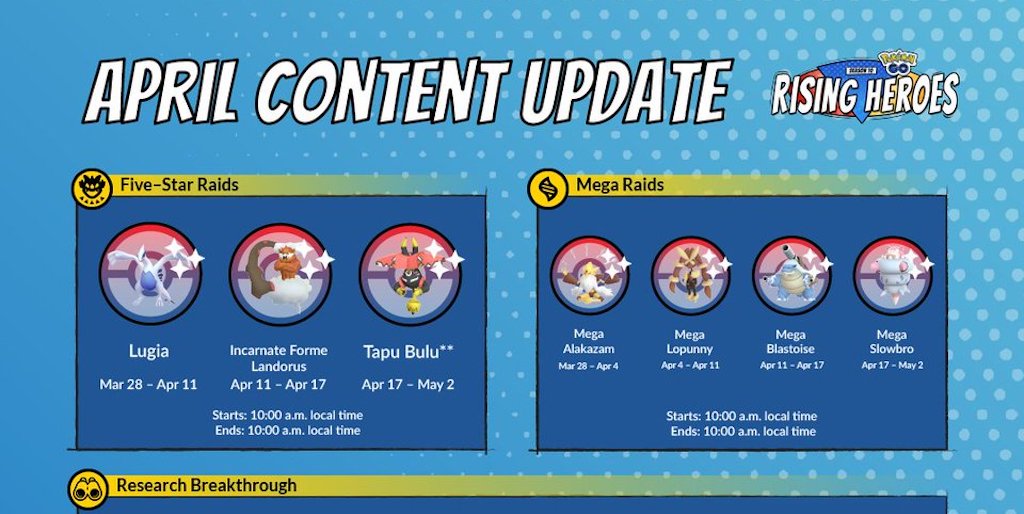 APRIL CONTENT UPDATE
SEASON 10
Pokémon
GO
RISING HEROES
Five-Star Raids
Lugia
Mar 28 – Apr 11
Incarnate Forme
Landorus
Apr 11 – Apr 17
Tapu Bulu**
Apr 17 – May 2
Starts: 10:00 a.m. local time
Ends: 10:00 a.m. local time
Mega Raids
Mega
Alakazam
Mar 28 – Apr 4
Mega
Lopunny
Apr 4 – Apr 11
Mega
Blastoise
Apr 11 – Apr 17
Mega
Slowbro
Apr 17 – May 2
Starts: 10:00 a.m. local time
Ends: 10:00 a.m. local time
Research Breakthrough